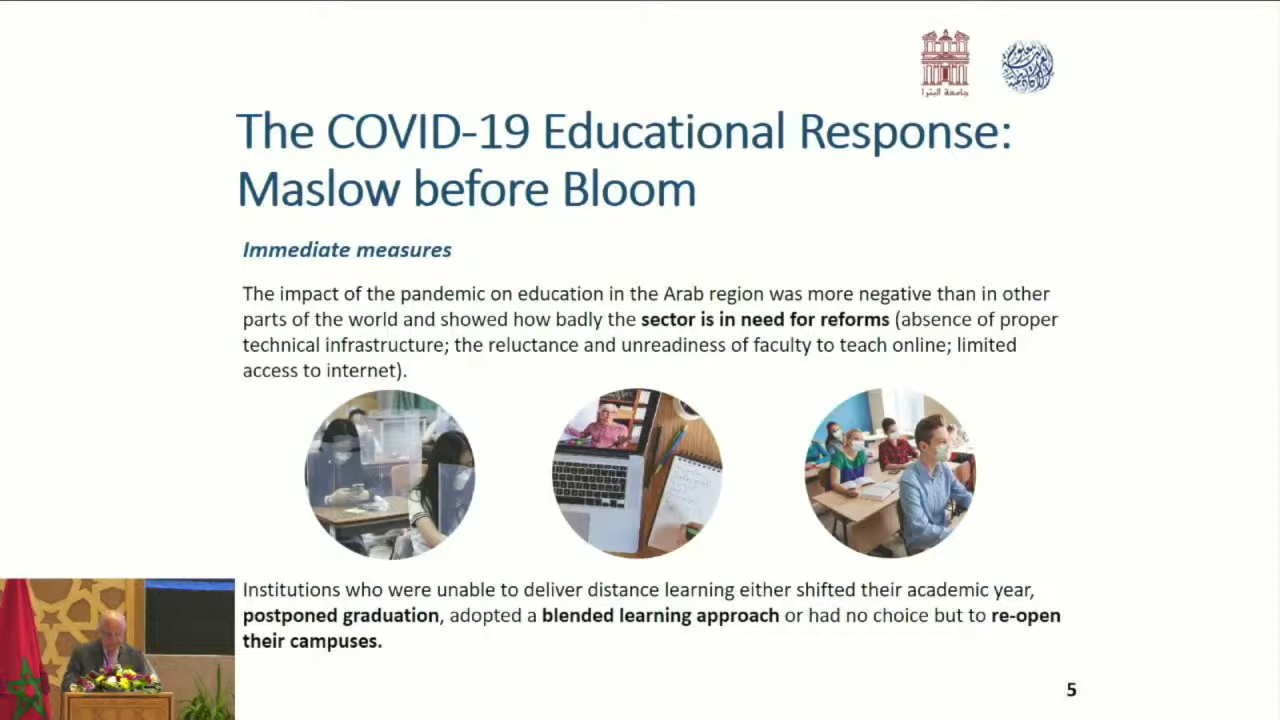 جامعة البترا
The COVID-19 Educational Response:
Maslow before Bloom
Immediate measures
The impact of the pandemic on education in the Arab region was more negative than in other
parts of the world and showed how badly the sector is in need for reforms (absence of proper
technical infrastructure; the reluctance and unreadiness of faculty to teach online; limited
access to internet).
Institutions who were unable to deliver distance learning either shifted their academic year,
postponed graduation, adopted a blended learning approach or had no choice but to re-open
their campuses.
5